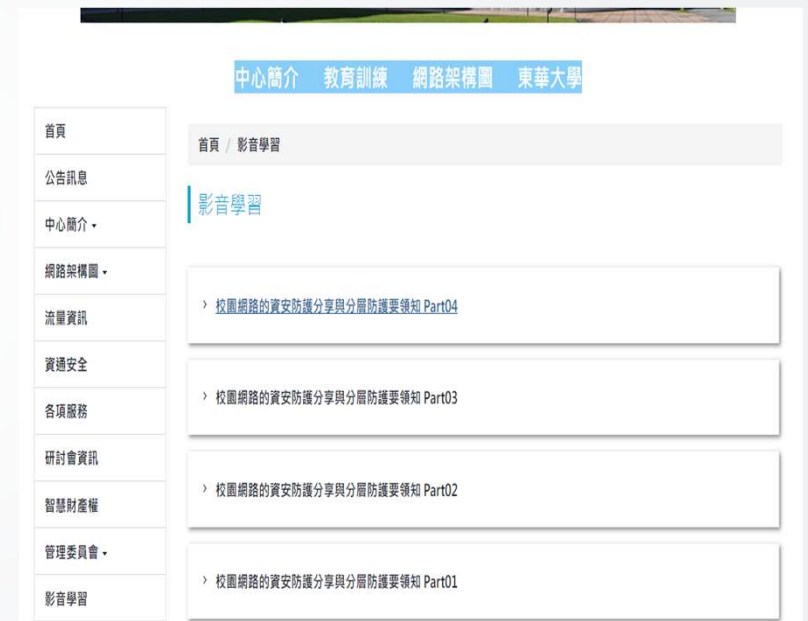 中心簡介 教育訓練 網路架構圖 東華大學
首頁
公告訊息
中心簡介
網路架構圖
流量資訊
資通安全
各項服務
研討會資訊
智慧財產權
管理委員會
影音學習
首頁 / 影音學習
影音學習
› 校園網路的資安防護分享與分層防護要領知 Part04
› 校園網路的資安防護分享與分層防護要領知 Part03
› 校園網路的資安防護分享與分層防護要領知 Part02
› 校園網路的資安防護分享與分層防護要領知 Part01